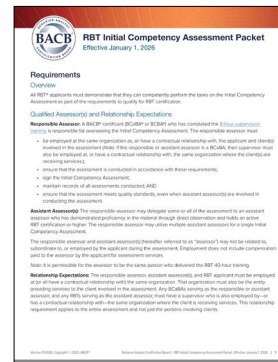 BEHAVIOR ANALYST CERTIFICATION BOARD
BACB
RBT Initial Competency Assessment Packet
Effective January 1, 2026
Requirements
Overview
All RBT® applicants must demonstrate that they can competently perform the tasks on the Initial Competency
Assessment as part of the requirements to qualify for RBT certification.
Qualified Assessor(s) and Relationship Expectations
Responsible Assessor: A BACB® certificant (BCaBA® or BCBA®) who has completed the 8-hour supervision
training is responsible for overseeing the Initial Competency Assessment. The responsible assessor must:
• be employed at the same organization as, or have a contractual relationship with, the applicant and client(s)
involved in the assessment (Note: If the responsible or assistant assessor is a BCaBA, their supervisor must
also be employed at, or have a contractual relationship with, the same organization where the client(s) are
receiving services.);
• ensure that the assessment is conducted in accordance with these requirements;
• sign the Initial Competency Assessment;
• maintain records of all assessments conducted; AND
• ensure that the assessment meets quality standards, even when assistant assessor(s) are involved in
conducting the assessment.
Assistant Assessor(s): The responsible assessor may delegate some or all of the assessment to an assistant
assessor who has demonstrated proficiency in the material through direct observation and holds an active
RBT certification or higher. The responsible assessor may utilize multiple assistant assessors for a single Initial
Competency Assessment.
The responsible assessor and assistant assessor(s) (hereafter referred to as "assessor") may not be related to,
subordinate to, or employed by the applicant during the assessment. Employment does not include compensation
paid to the assessor by the applicant for assessment services.
Note: It is permissible for the assessor to be the same person who delivered the RBT 40-hour training.
Relationship Expectations: The responsible assessor, assistant assessor(s), and RBT applicant must be employed
at (or all have a contractual relationship with) the same organization. That organization must also be the entity
providing services to the client involved in the assessment. Any BCaBAs serving as the responsible or assistant
assessor, and any RBTs serving as the assistant assessor, must have a supervisor who is also employed by—or
has a contractual relationship with—the same organization where the client is receiving services. This relationship
requirement applies to the entire assessment and not just the portions involving clients.